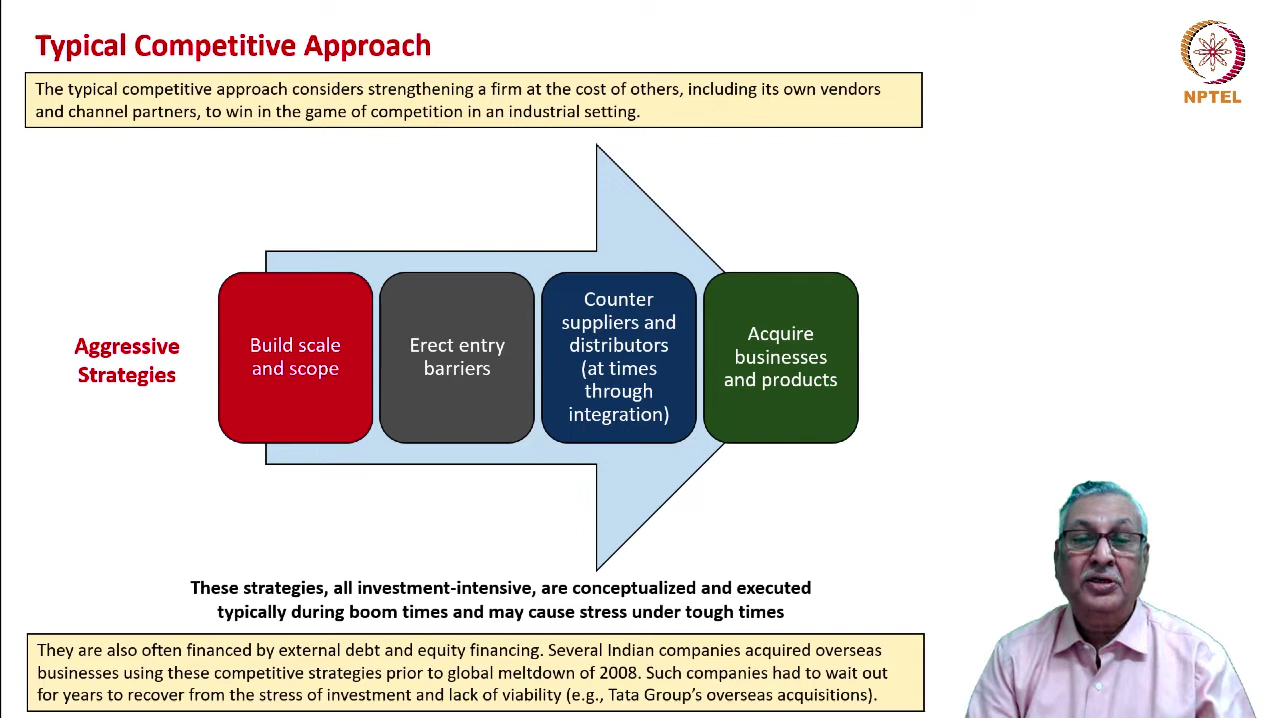 Typical Competitive Approach
NPTEL
The typical competitive approach considers strengthening a firm at the cost of others, including its own vendors
and channel partners, to win in the game of competition in an industrial setting.
Aggressive
Strategies
Build scale
and scope
Erect entry
barriers
Counter
suppliers and
distributors
(at times
through
integration)
Acquire
businesses
and products
These strategies, all investment-intensive, are conceptualized and executed
typically during boom times and may cause stress under tough times
They are also often financed by external debt and equity financing. Several Indian companies acquired overseas
businesses using these competitive strategies prior to global meltdown of 2008. Such companies had to wait out
for years to recover from the stress of investment and lack of viability (e.g., Tata Group's overseas acquisitions).